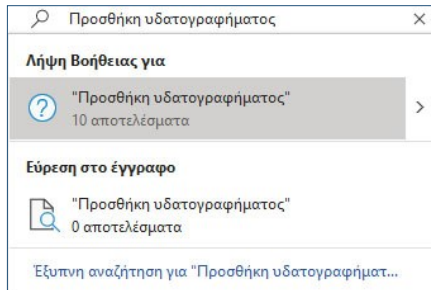 Προσθήκη υδατογραφήματος
Λήψη Βοήθειας για
"Προσθήκη υδατογραφήματος"
10 αποτελέσματα
Εύρεση στο έγγραφο
"Προσθήκη υδατογραφήματος"
0 αποτελέσματα
Έξυπνη αναζήτηση για "Προσθήκη υδατογραφήματ...